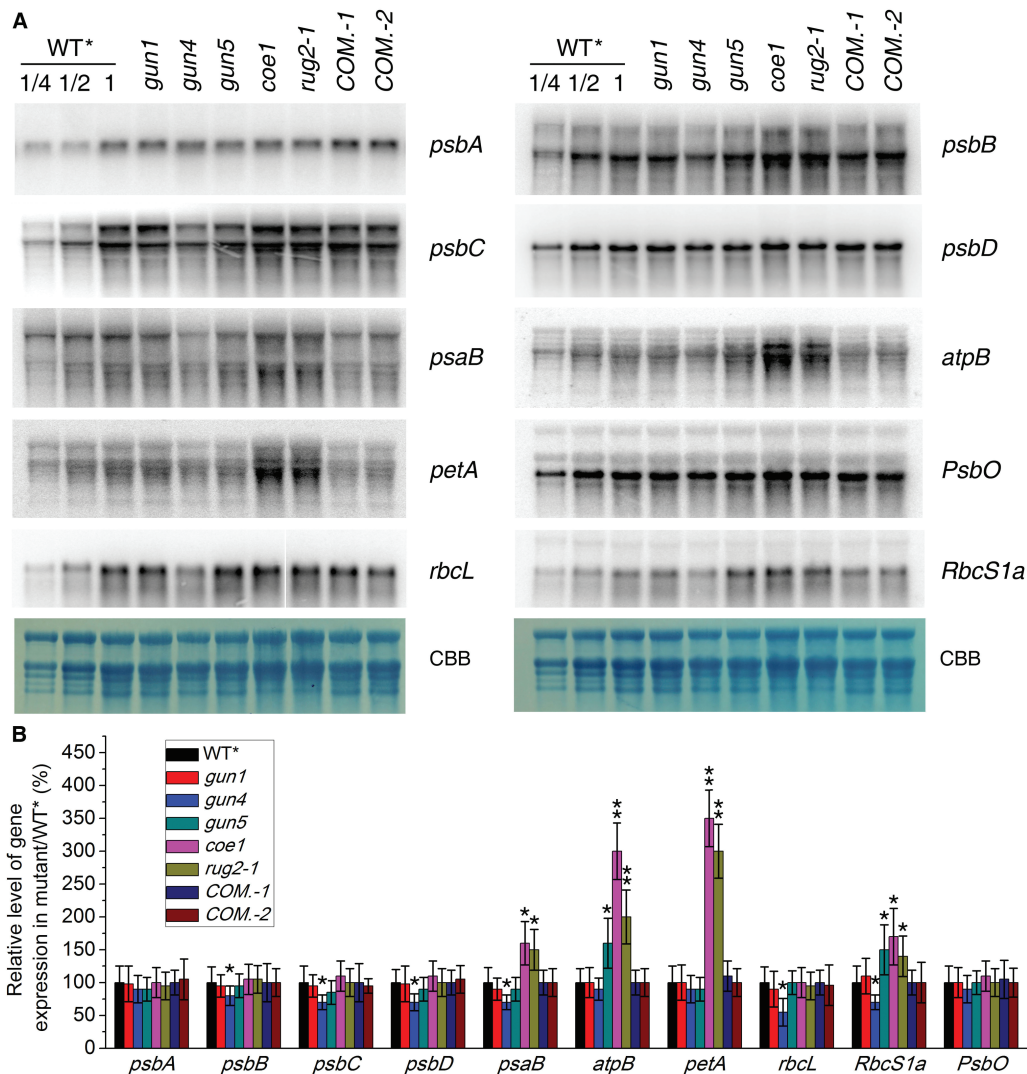 A
WT*
1/4 1/2 1 gun1 gun4 gun5 coe1 rug2-1 COM.-1 COM.-2
psbA
psbC
psaB
petA
rbcL
CBB
WT*
1/4 1/2 1 gun1 gun4 gun5 coe1 rug2-1 COM.-1 COM.-2
psbB
psbD
atpB
PsbO
RbcS1a
CBB
B
Relative level of gene
expression in mutant/WT* (%)
450
400
350
300
250
200
150
100
50
0
WT*
gun1
gun4
gun5
coe1
rug2-1
COM.-1
COM.-2
* * * * * * * ** ** ** ** * * * * *
psbA psbB psbC psbD psaB atpB petA rbcL RbcS1a PsbO